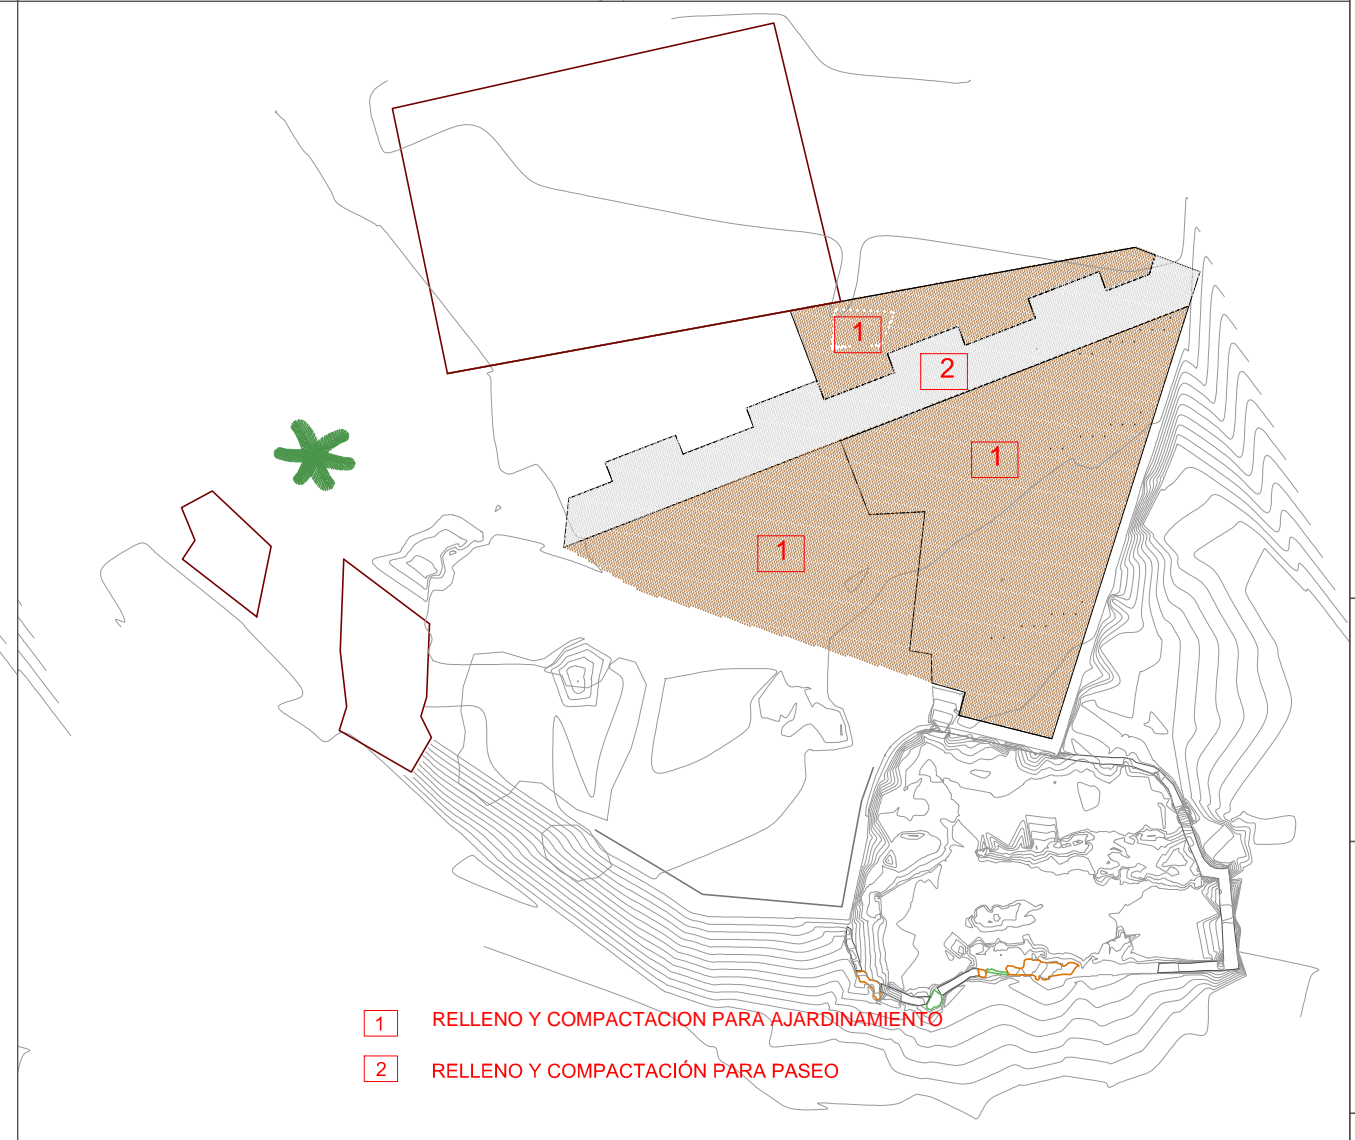 1
2
1
1
1 RELLENO Y COMPACTACION PARA AJARDINAMIENTO
2 RELLENO Y COMPACTACIÓN PARA PASEO